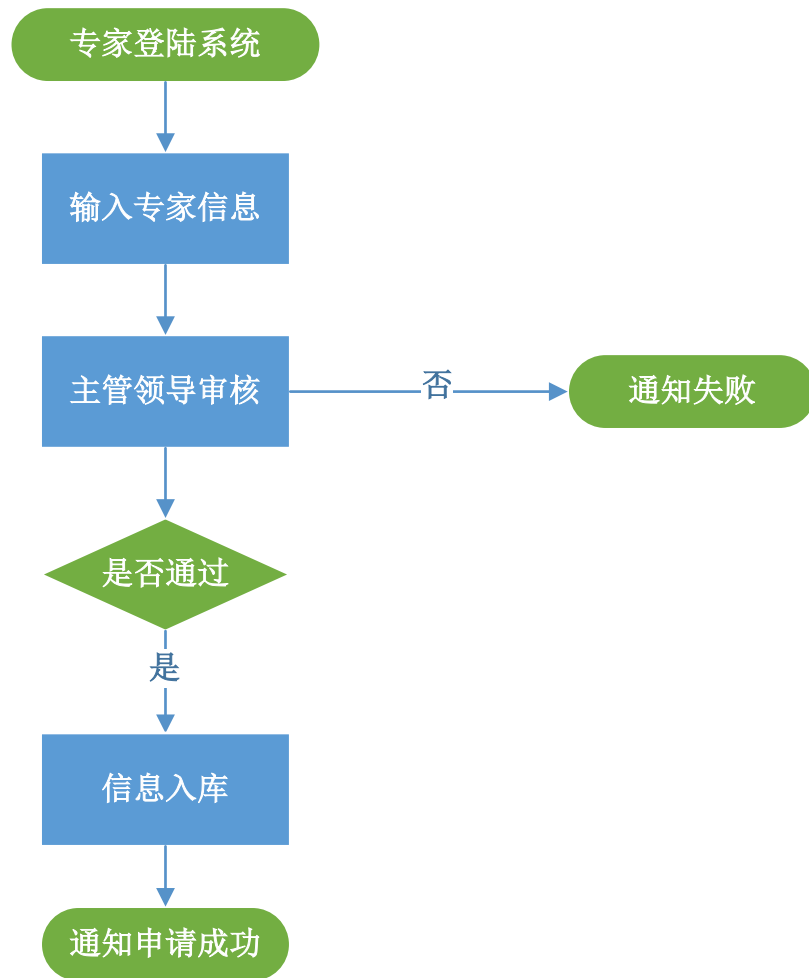 专家登陆系统
输入专家信息
主管领导审核
否
通知失败
是否通过
是
信息入库
通知申请成功